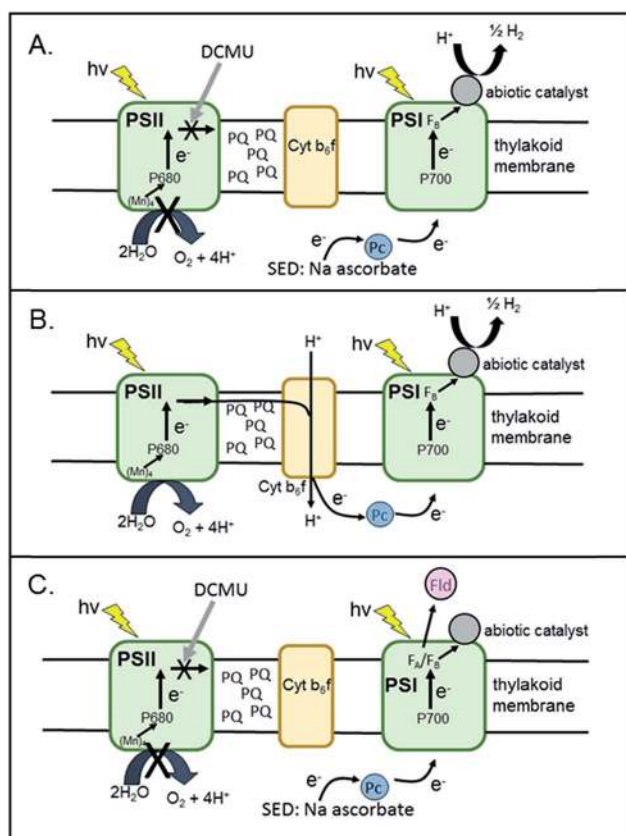 A.
hv
DCMU
H⁺
½ H₂
abiotic catalyst
PSII
PSI
F_B
e⁻
P680
(Mn)₄
PQ PQ
PQ
PQ PQ
Cyt b₆f
e⁻
P700
hv
thylakoid
membrane
2H₂O
O₂ + 4H⁺
e⁻
Pc
e⁻
SED: Na ascorbate
B.
hv
H⁺
hv
H⁺
½ H₂
abiotic catalyst
PSII
PSI
F_B
e⁻
P680
(Mn)₄
PQ PQ
PQ
PQ PQ
e⁻
P700
thylakoid
membrane
Cyt b₆f
2H₂O
O₂ + 4H⁺
H⁺
e⁻
Pc
e⁻
C.
hv
DCMU
hv
Fld
abiotic catalyst
PSII
F_A/F_B
PSI
e⁻
P680
(Mn)₄
PQ PQ
PQ
PQ PQ
Cyt b₆f
e⁻
P700
thylakoid
membrane
2H₂O
O₂ + 4H⁺
e⁻
Pc
e⁻
SED: Na ascorbate